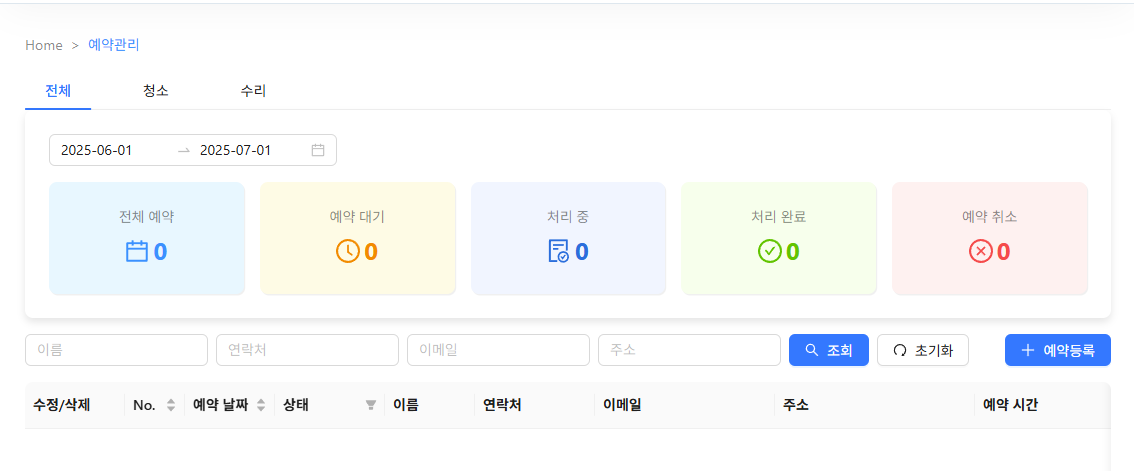 Home > 예약관리
전체 청소 수리
2025-06-01 → 2025-07-01
전체 예약 예약 대기 처리 중 처리 완료 예약 취소
0 0 0 0 0
이름 연락처 이메일 주소 조회 초기화 + 예약등록
수정/삭제 No. 예약 날짜 상태 이름 연락처 이메일 주소 예약 시간